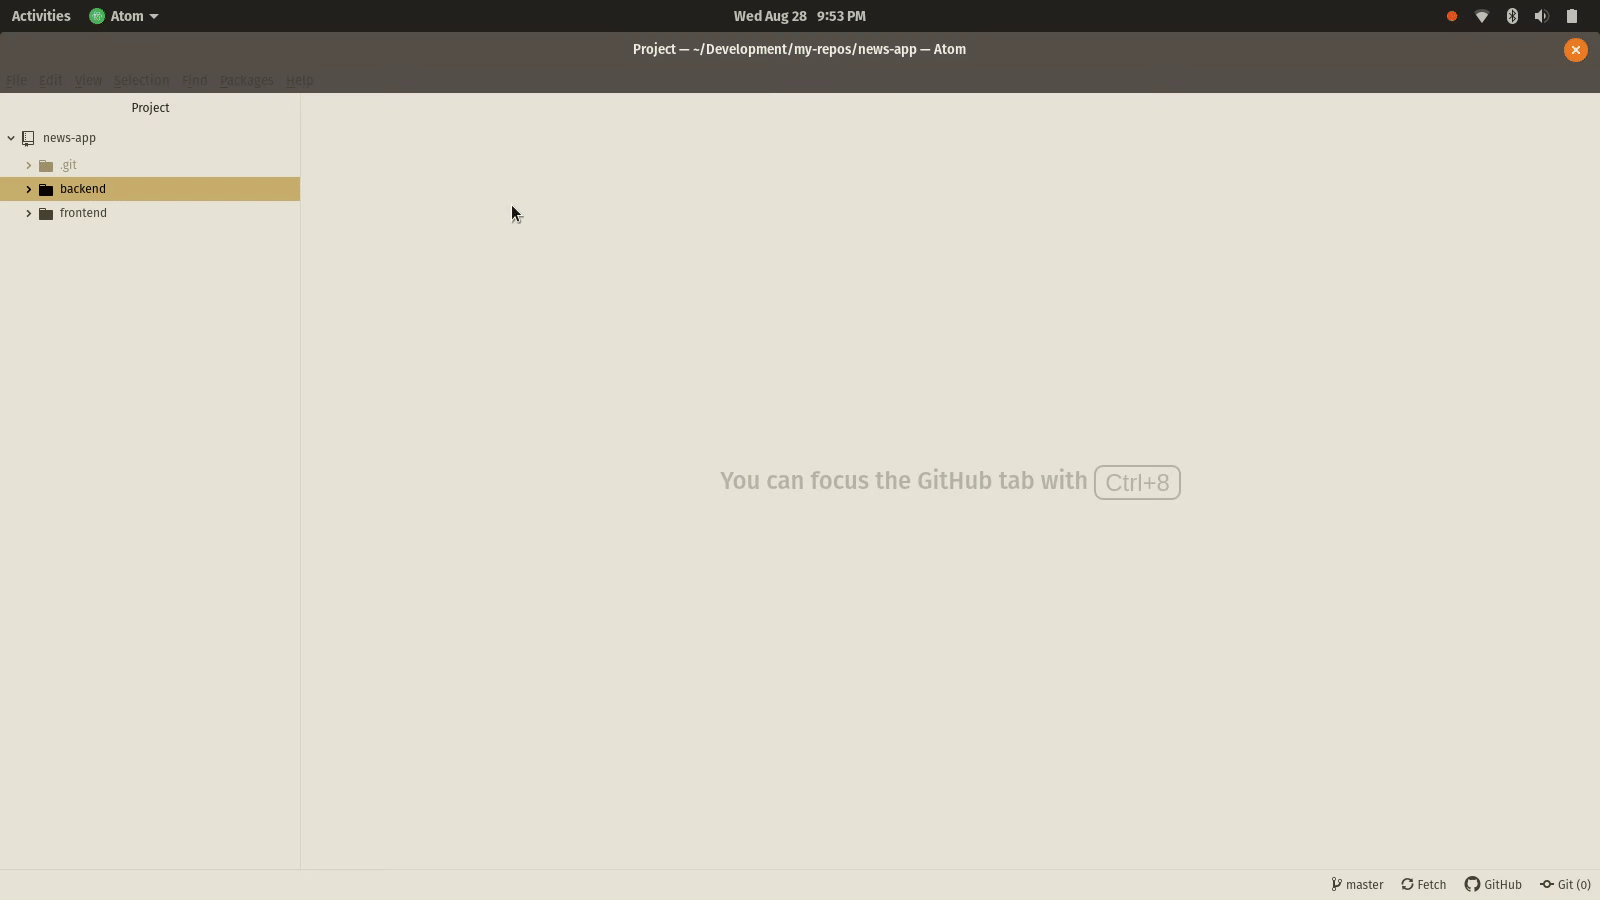 Activities Atom Wed Aug 28 9:53 PM
Project — ~/Development/my-repos/news-app — Atom
File Edit View Selection Find Packages Help
Project
news-app
.git
backend
frontend
You can focus the GitHub tab with Ctrl+8
master Fetch GitHub Git (0)